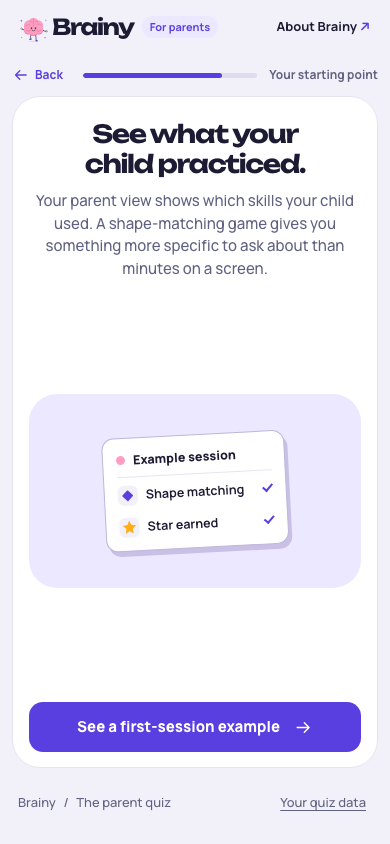 Brainy For parents About Brainy
Back Your starting point
See what your
child practiced.
Your parent view shows which skills your child
used. A shape-matching game gives you
something more specific to ask about than
minutes on a screen.
Example session
Shape matching
Star earned
See a first-session example
Brainy / The parent quiz Your quiz data